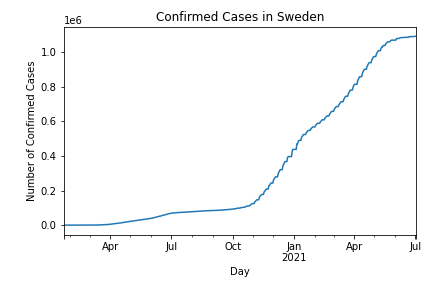 Confirmed Cases in Sweden
1e6
1.0
0.8
0.6
0.4
0.2
0.0
Number of Confirmed Cases
Apr Jul Oct Jan Apr Jul
2021
Day